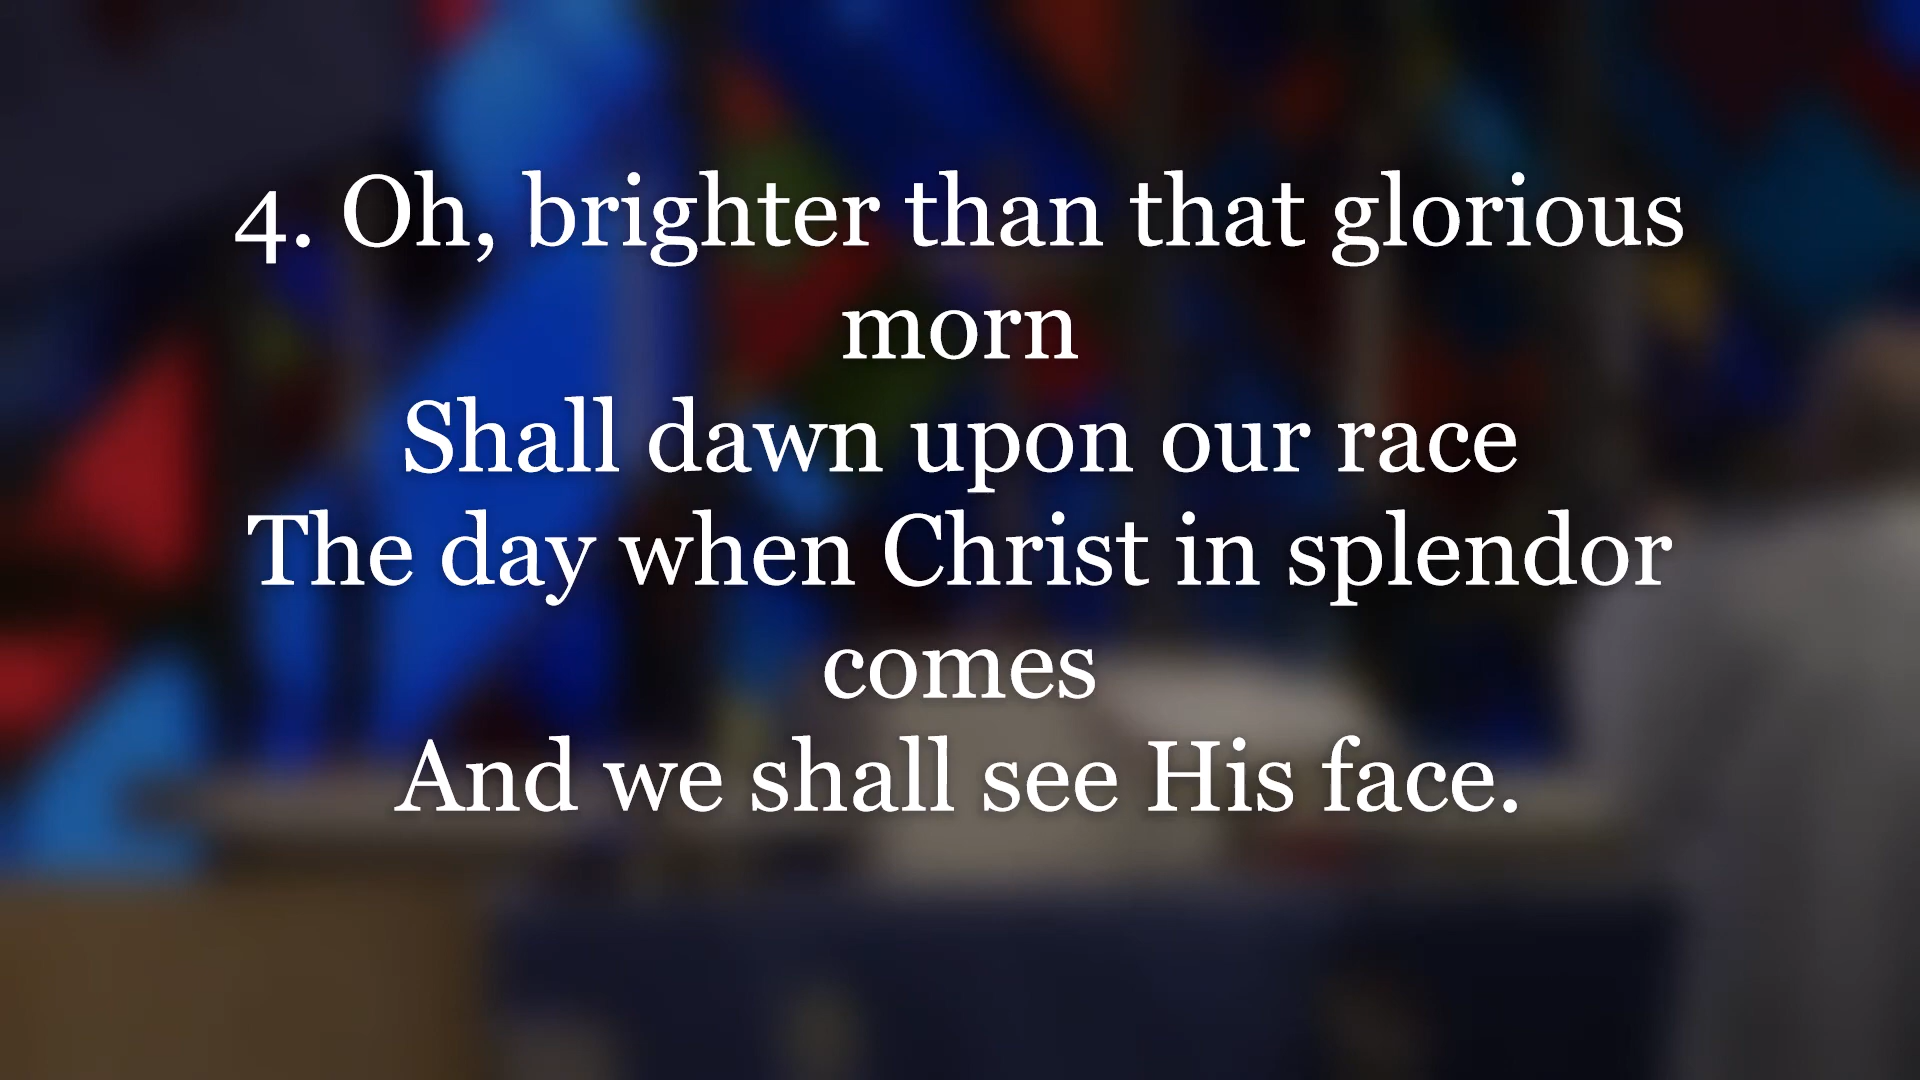 4. Oh, brighter than that glorious
morn
Shall dawn upon our race
The day when Christ in splendor
comes
And we shall see His face.